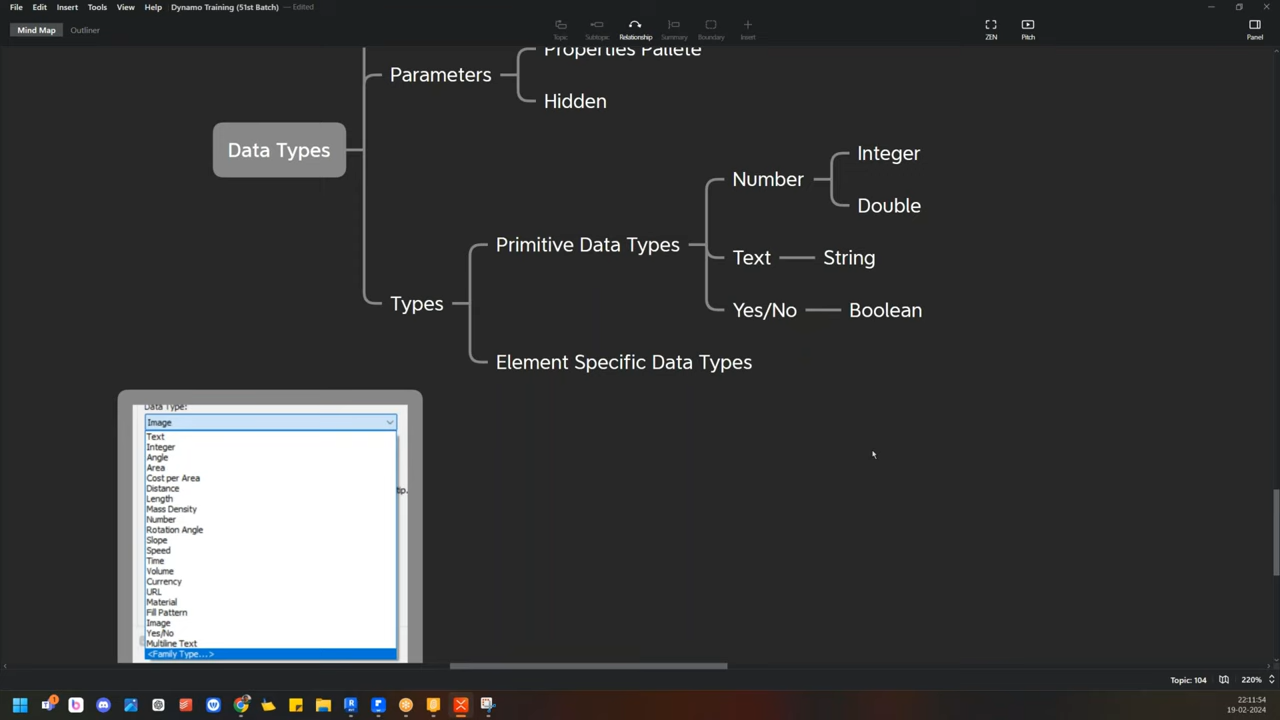 File Edit Insert Tools View Help Dynamo Training (51st Batch) — Edited
Mind Map Outliner
Topic Subtopic Relationship Summary Boundary Insert ZEN Pitch Panel
Properties Pallete
Parameters
Hidden
Data Types
Integer
Number
Double
Primitive Data Types
Text String
Types
Yes/No Boolean
Element Specific Data Types
Data Type:
Image
Text
Integer
Angle
Area
Cost per Area
Distance
tip.
Length
Mass Density
Number
Rotation Angle
Slope
Speed
Time
Volume
Currency
URL
Material
Fill Pattern
Image
Yes/No
Multiline Text
<Family Type...>
Topic: 104 220%
22:11:54
19-02-2024